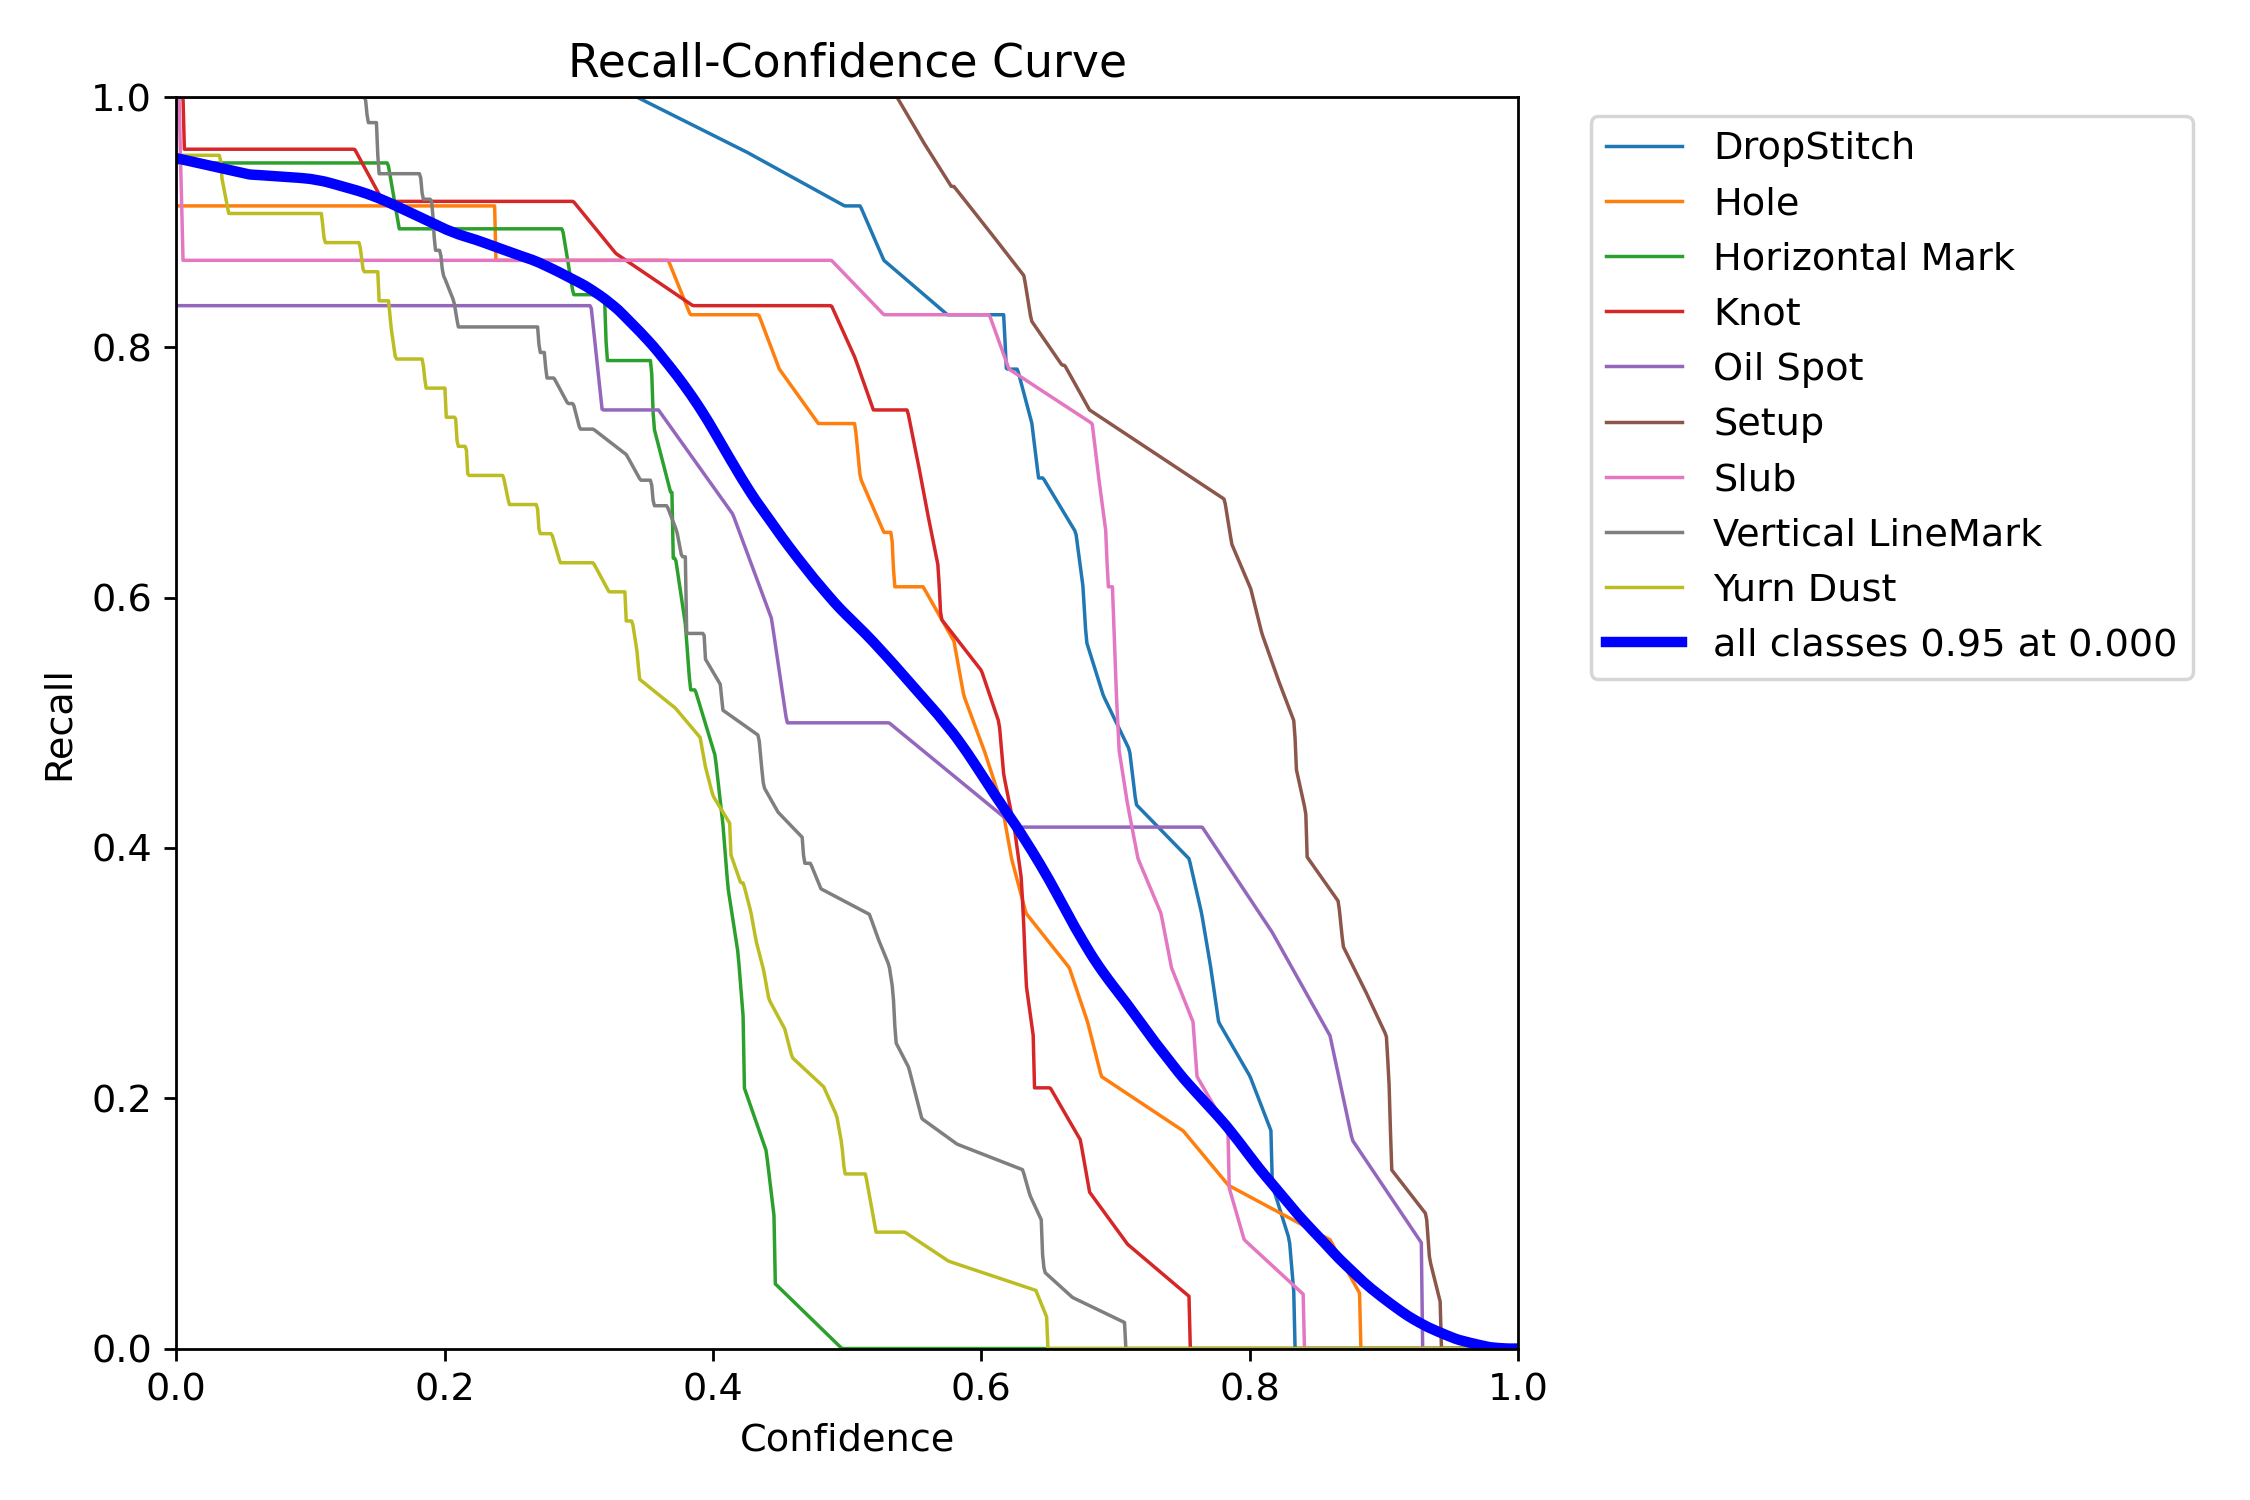 Recall-Confidence Curve
1.0
0.8
0.6
0.4
0.2
0.0
Recall
0.0 0.2 0.4 0.6 0.8 1.0
Confidence
DropStitch
Hole
Horizontal Mark
Knot
Oil Spot
Setup
Slub
Vertical LineMark
Yurn Dust
all classes 0.95 at 0.000